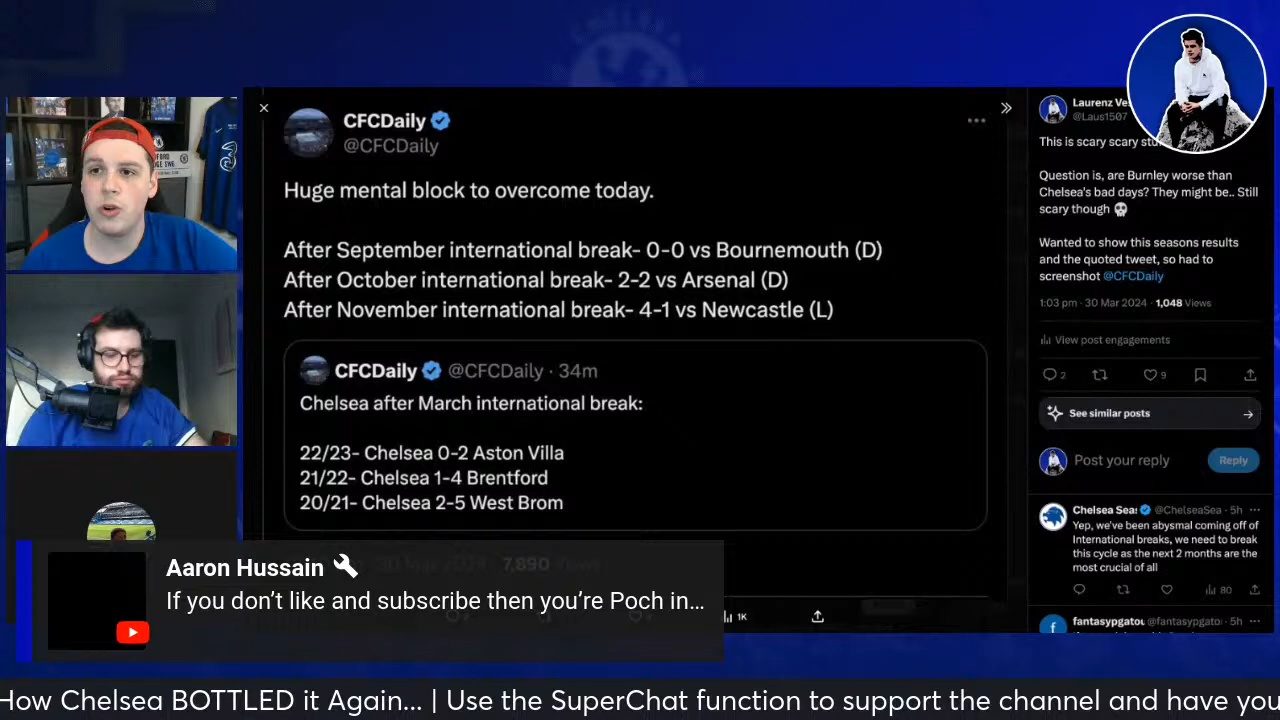 CHELSEA
CFCDaily
@CFCDaily
Huge mental block to overcome today.
After September international break- 0-0 vs Bournemouth (D)
After October international break- 2-2 vs Arsenal (D)
After November international break- 4-1 vs Newcastle (L)
CFCDaily @CFCDaily · 34m
Chelsea after March international break:
22/23- Chelsea 0-2 Aston Villa
21/22- Chelsea 1-4 Brentford
20/21- Chelsea 2-5 West Brom
30 Mar 2024 7,890 Views
1K
Laurenz
@Laus1507
This is scary scary
Question is, are Burnley worse than
Chelsea's bad days? They might be.. Still
scary though 💀
Wanted to show this seasons results
and the quoted tweet, so had to
screenshot @CFCDaily
1:03 pm · 30 Mar 2024 · 1,048 Views
View post engagements
2
9
See similar posts
Post your reply
Reply
Chelsea Seas @ChelseaSea · 5h
Yep, we've been abysmal coming off of
International breaks, we need to break
this cycle as the next 2 months are the
most crucial of all
80
fantasypgatou @fantasypgato · 5h
Aaron Hussain
If you don't like and subscribe then you're Poch in...
How Chelsea BOTTLED it Again... | Use the SuperChat function to support the channel and have you